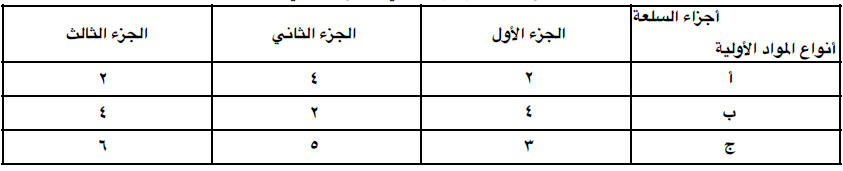 أجزاء السلعة
أنواع المواد الأولية الجزء الأول الجزء الثاني الجزء الثالث
أ ٢ ٤ ٢
ب ٤ ٢ ٤
ج ٣ ٥ ٦